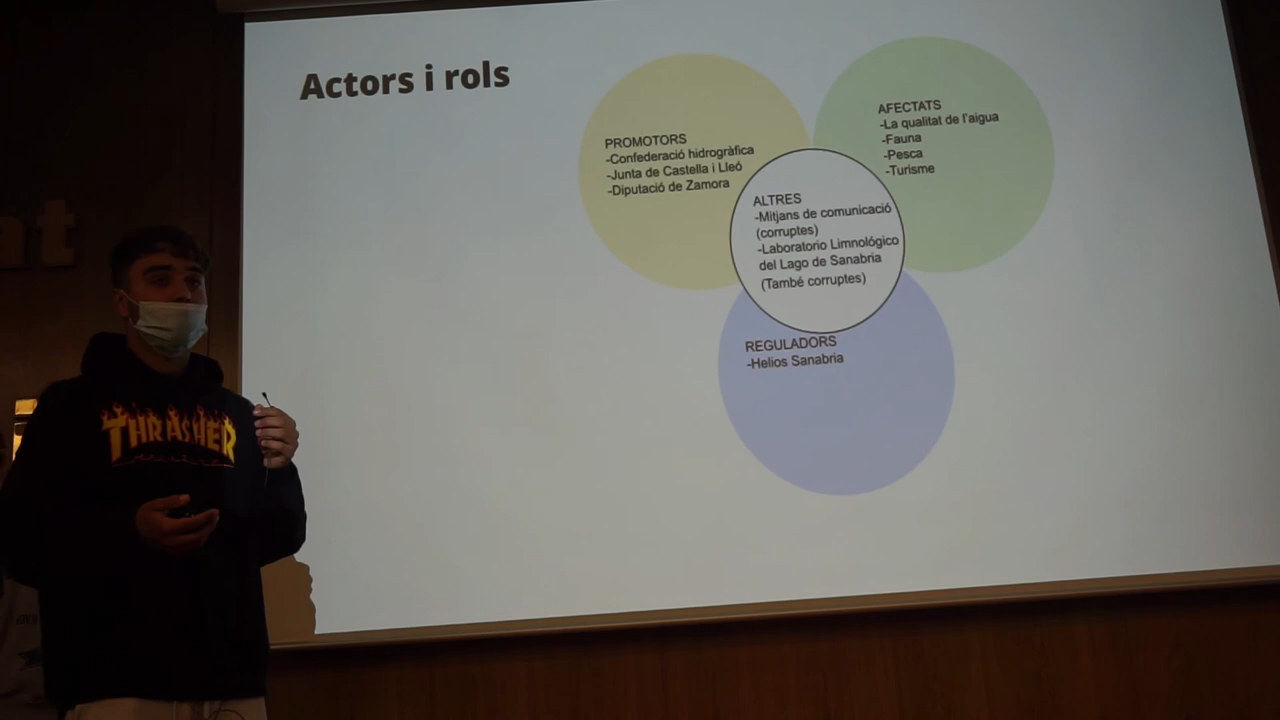 Actors i rols
PROMOTORS
-Confederació hidrogràfica
-Junta de Castella i Lleó
-Diputació de Zamora
AFECTATS
-La qualitat de l'aigua
-Fauna
-Pesca
-Turisme
ALTRES
-Mitjans de comunicació
(corruptes)
-Laboratorio Limnológico
del Lago de Sanabria
(També corruptes)
REGULADORS
-Helios Sanabria
THRASHER